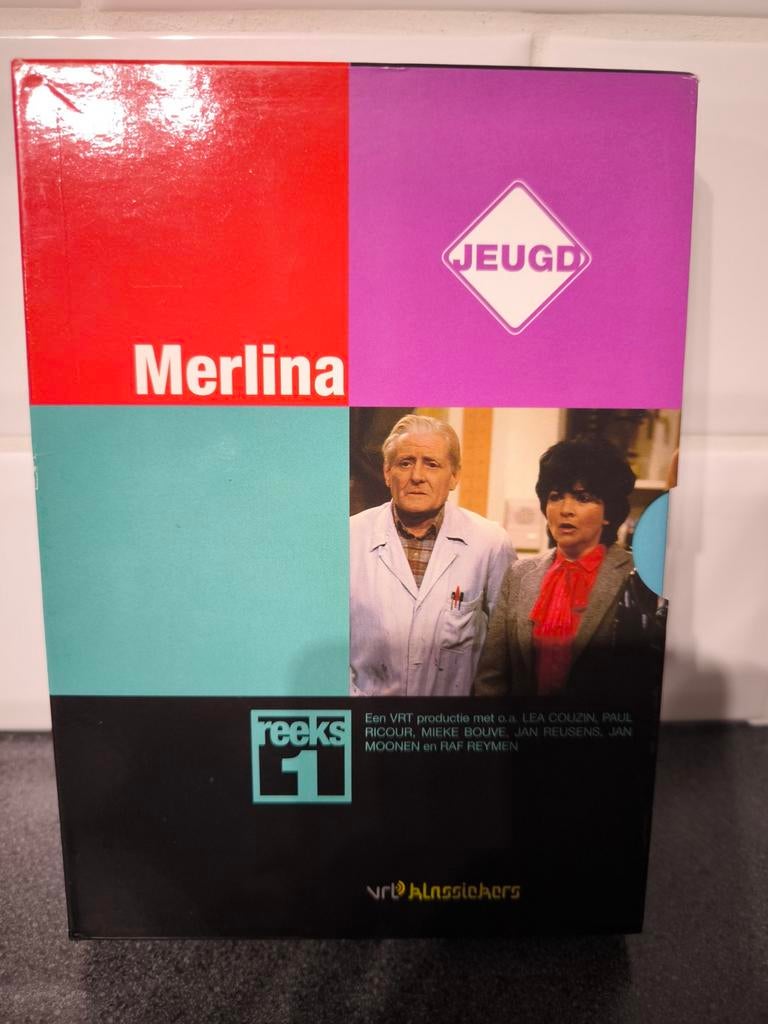 JEUGD
Merlina
reeks
1
Een VRT productie met o.a. LEA COUZIN, PAUL
RICOUR, MIEKE BOUVE, JAN REUSENS, JAN
MOONEN en RAF REYMEN
vrt klassiekers